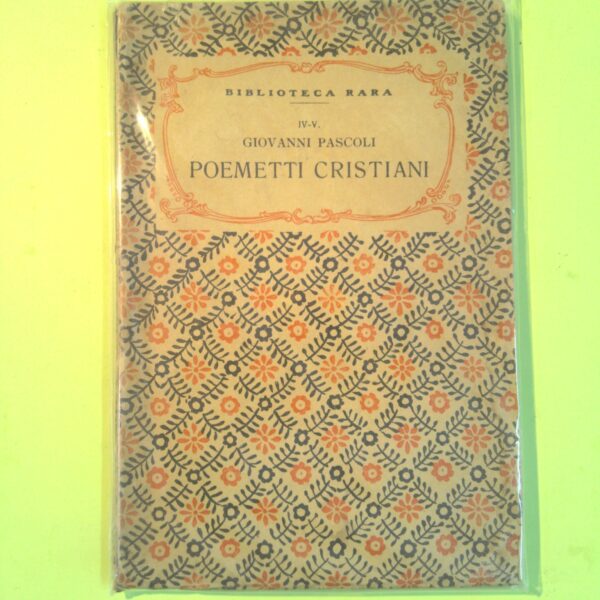 BIBLIOTECA RARA
IV-V.
GIOVANNI PASCOLI
POEMETTI CRISTIANI